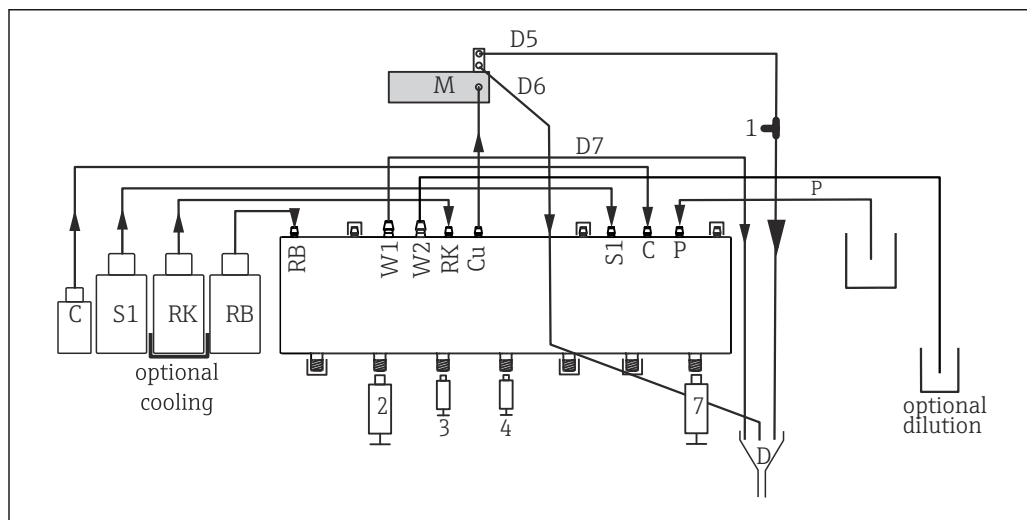 D5
M
D6
1
D7
P
RB
W1
W2
RK
Cu
S1
C
P
C
S1
RK
RB
optional
cooling
2
3
4
7
D
optional
dilution